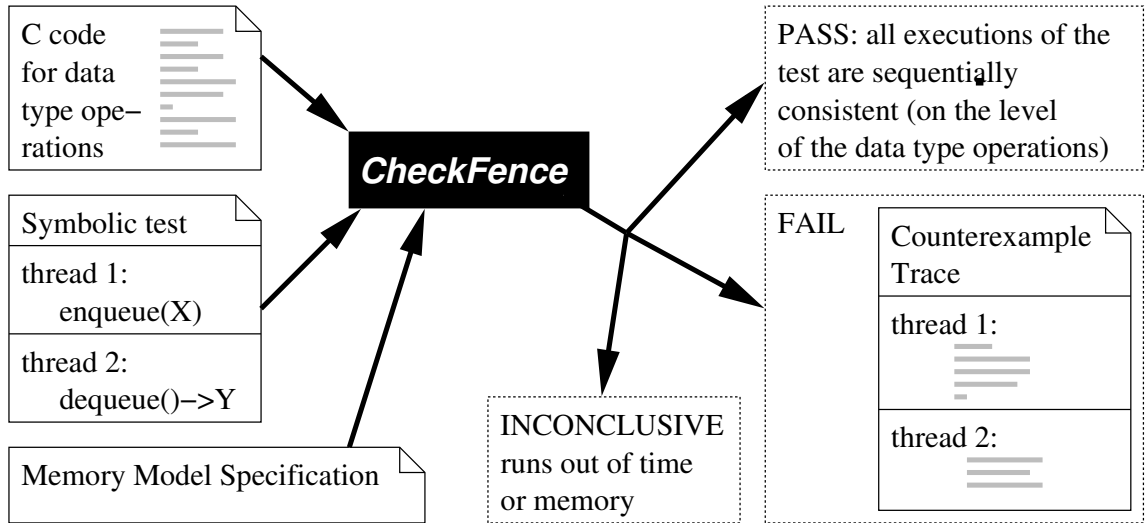 C code
for data
type ope−
rations
CheckFence
PASS: all executions of the
test are sequentially
consistent (on the level
of the data type operations)
Symbolic test
thread 1:
enqueue(X)
thread 2:
dequeue()−>Y
Memory Model Specification
INCONCLUSIVE
runs out of time
or memory
FAIL
Counterexample
Trace
thread 1:
thread 2: